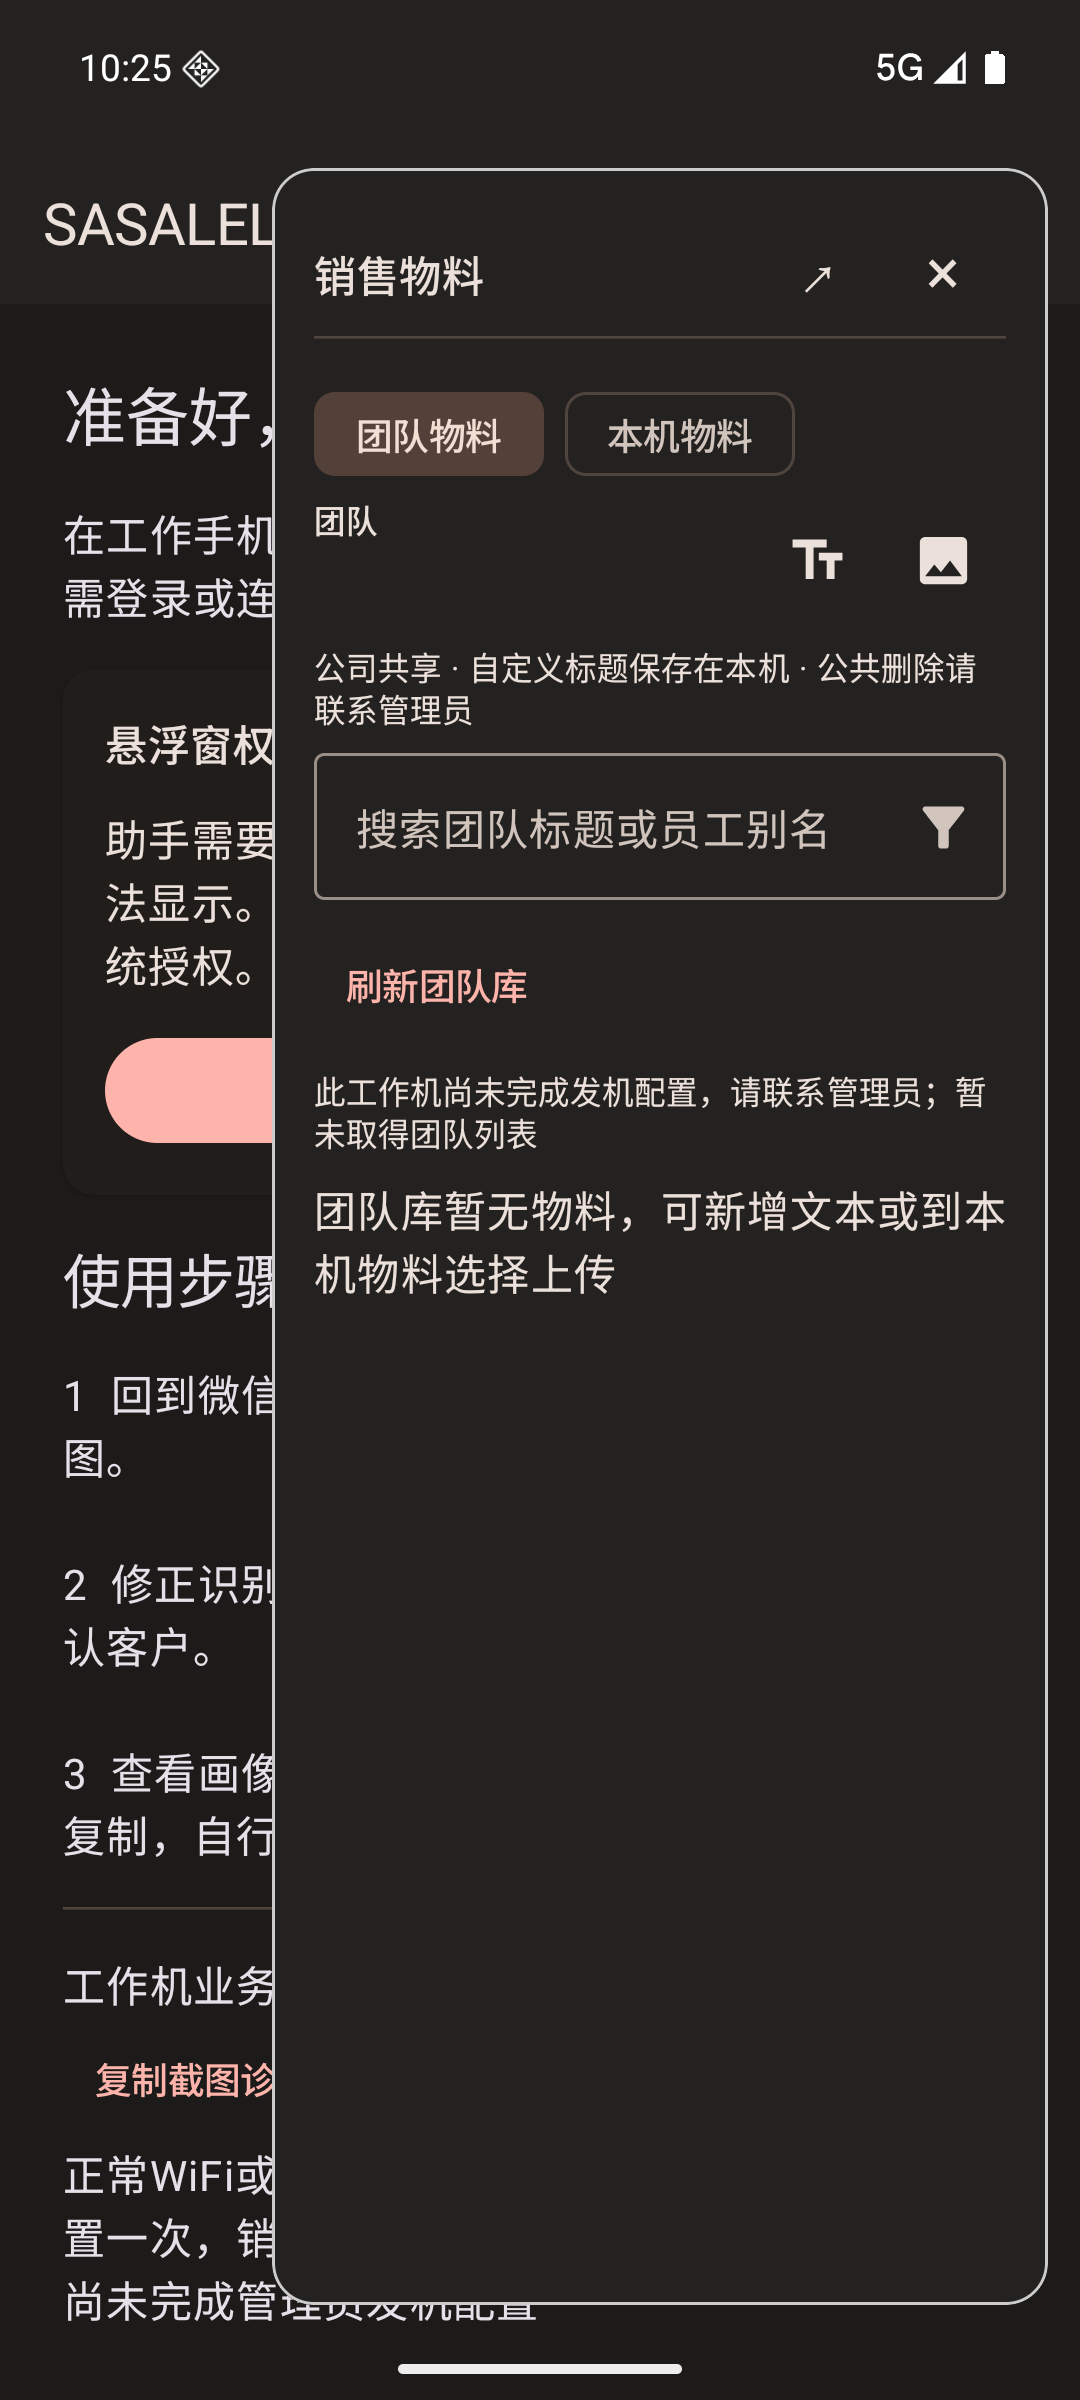 10:25
5G
SASALEL
销售物料
团队物料
本机物料
团队
公司共享 · 自定义标题保存在本机 · 公共删除请
联系管理员
搜索团队标题或员工别名
刷新团队库
此工作机尚未完成发机配置，请联系管理员；暂
未取得团队列表
团队库暂无物料，可新增文本或到本
机物料选择上传
准备好，
在工作手机
需登录或连
悬浮窗权
助手需要
法显示。
统授权。
使用步骤
1 回到微信
图。
2 修正识别
认客户。
3 查看画像
复制，自行
工作机业务
复制截图诊
正常WiFi或
置一次，销
尚未完成管理员发机配置